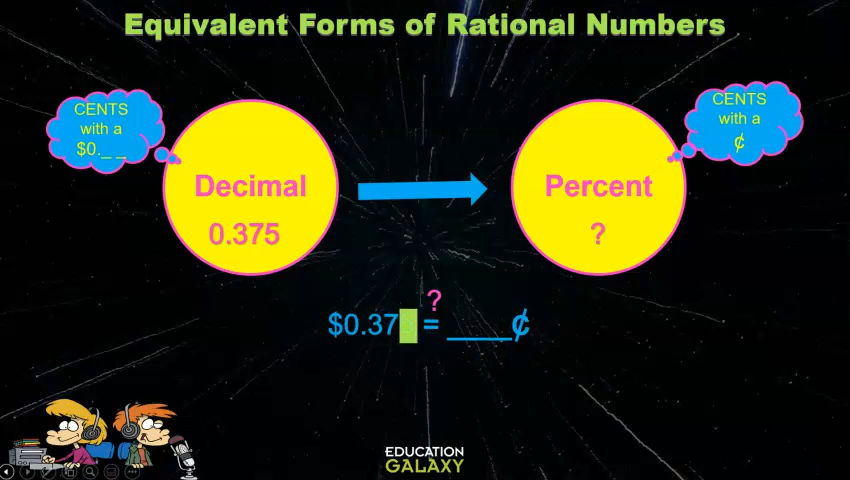 Equivalent Forms of Rational Numbers
CENTS
with a
$0._ _
CENTS
with a
¢
Decimal
0.375
Percent
?
?
$0.37 = ____¢
EDUCATION
GALAXY